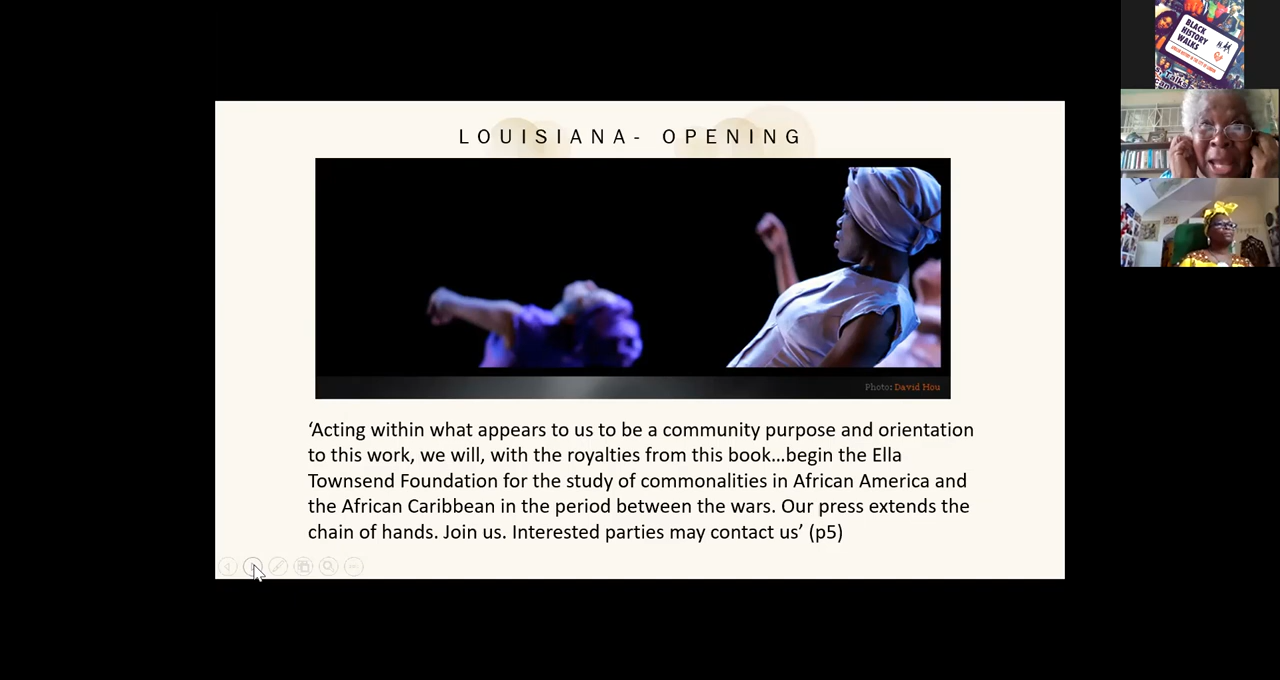 LOUISIANA- OPENING
Photo: David Hou
‘Acting within what appears to us to be a community purpose and orientation
to this work, we will, with the royalties from this book...begin the Ella
Townsend Foundation for the study of commonalities in African America and
the African Caribbean in the period between the wars. Our press extends the
chain of hands. Join us. Interested parties may contact us’ (p5)
BLACK
HISTORY
WALKS